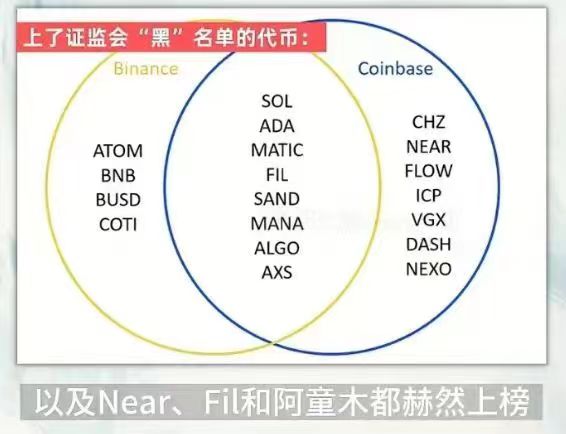 上了证监会“黑”名单的代币：
Binance
Coinbase
ATOM
BNB
BUSD
COTI
SOL
ADA
MATIC
FIL
SAND
MANA
ALGO
AXS
CHZ
NEAR
FLOW
ICP
VGX
DASH
NEXO
以及Near、Fil和阿童木都赫然上榜